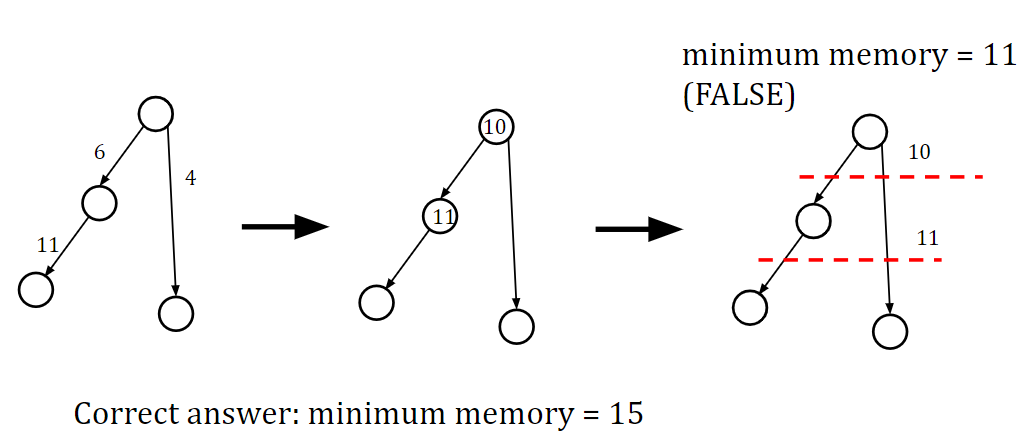 minimum memory = 11
(FALSE)
6
4
11
10
11
10
11
Correct answer: minimum memory = 15